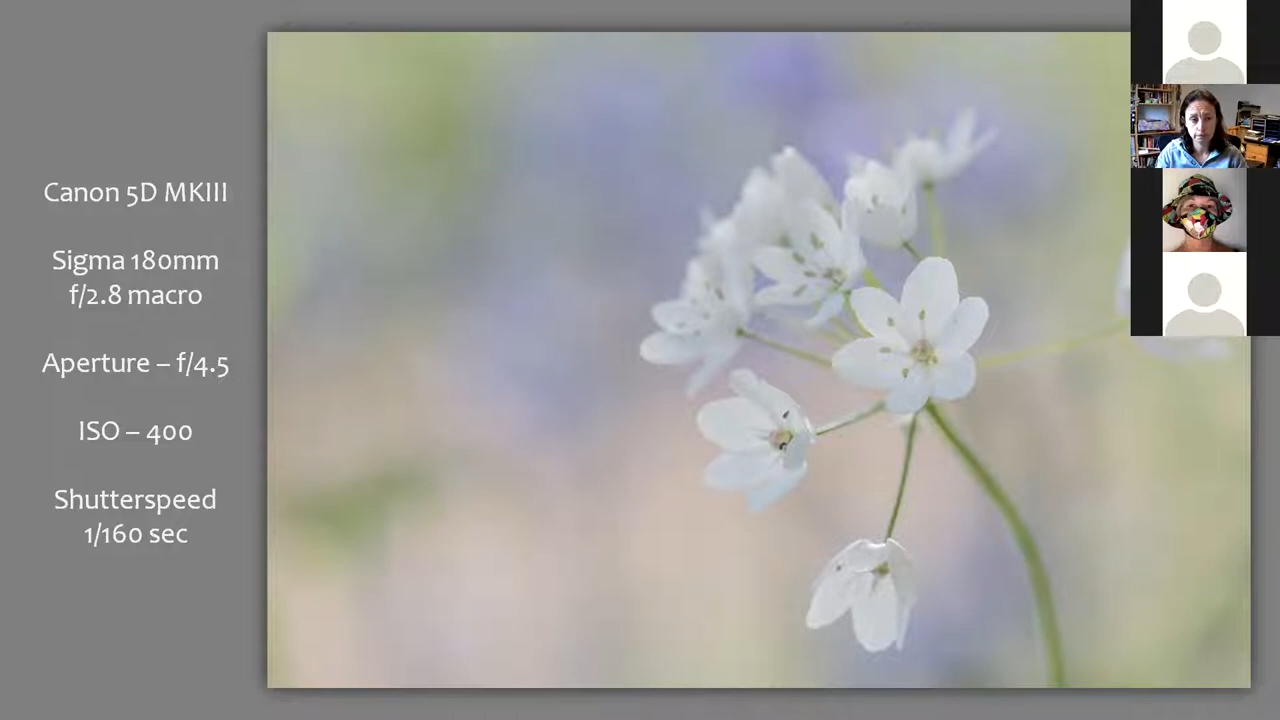 Canon 5D MKIII
Sigma 180mm
f/2.8 macro
Aperture – f/4.5
ISO – 400
Shutterspeed
1/160 sec